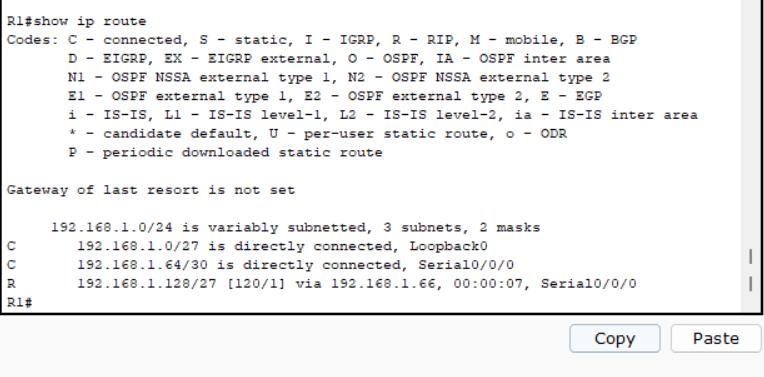 R1#show ip route
Codes: C - connected, S - static, I - IGRP, R - RIP, M - mobile, B - BGP
D - EIGRP, EX - EIGRP external, O - OSPF, IA - OSPF inter area
N1 - OSPF NSSA external type 1, N2 - OSPF NSSA external type 2
E1 - OSPF external type 1, E2 - OSPF external type 2, E - EGP
i - IS-IS, L1 - IS-IS level-1, L2 - IS-IS level-2, ia - IS-IS inter area
* - candidate default, U - per-user static route, o - ODR
P - periodic downloaded static route
Gateway of last resort is not set
192.168.1.0/24 is variably subnetted, 3 subnets, 2 masks
C 192.168.1.0/27 is directly connected, Loopback0
C 192.168.1.64/30 is directly connected, Serial0/0/0
R 192.168.1.128/27 [120/1] via 192.168.1.66, 00:00:07, Serial0/0/0
R1#
Copy Paste